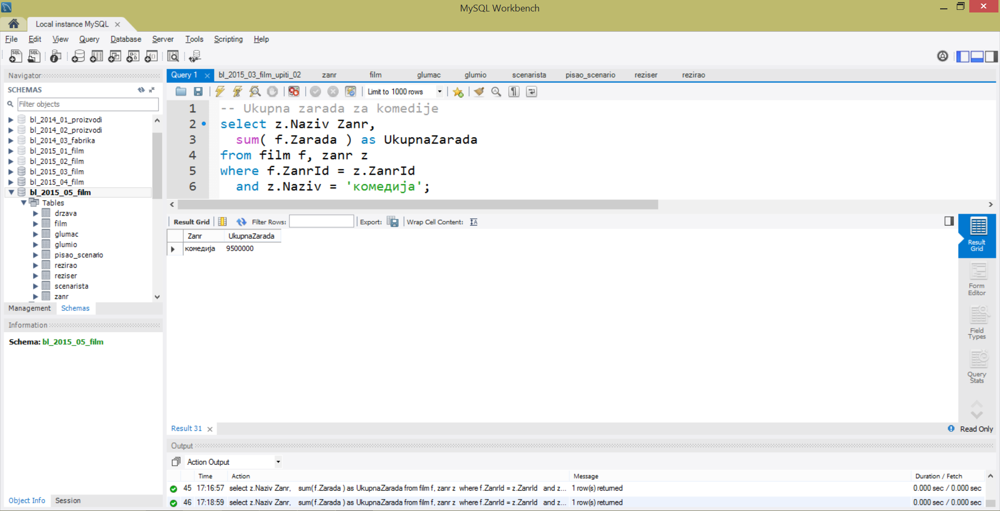 MySQL Workbench
Local instance MySQL
File Edit View Query Database Server Tools Scripting Help
Navigator
SCHEMAS
Filter objects
bl_2014_01_proizvodi
bl_2014_02_proizvodi
bl_2014_03_fabrika
bl_2015_01_film
bl_2015_02_film
bl_2015_03_film
bl_2015_04_film
bl_2015_05_film
Tables
drzava
film
glumac
glumio
pisao_scenario
rezirao
reziser
scenarista
zanr
Management Schemas
Information
Schema: bl_2015_05_film
Object Info Session
Query 1 bl_2015_03_film_upiti_02 zanr film glumac glumio scenarista pisao_scenario reziser rezirao
Limit to 1000 rows
1 -- Ukupna zarada za komedije
2 select z.Naziv Zanr,
3 sum( f.Zarada ) as UkupnaZarada
4 from film f, zanr z
5 where f.ZanrId = z.ZanrId
6 and z.Naziv = 'комедија';
Result Grid Filter Rows: Export: Wrap Cell Content:
Zanr UkupnaZarada
комедија 9500000
Result Grid
Form Editor
Field Types
Query Stats
Result 31
Read Only
Output
Action Output
Time Action Message Duration / Fetch
45 17:16:57 select z.Naziv Zanr, sum( f.Zarada ) as UkupnaZarada from film f, zanr z where f.ZanrId = z.ZanrId and z... 1 row(s) returned 0.000 sec / 0.000 sec
46 17:18:59 select z.Naziv Zanr, sum( f.Zarada ) as UkupnaZarada from film f, zanr z where f.ZanrId = z.ZanrId and z... 1 row(s) returned 0.000 sec / 0.000 sec